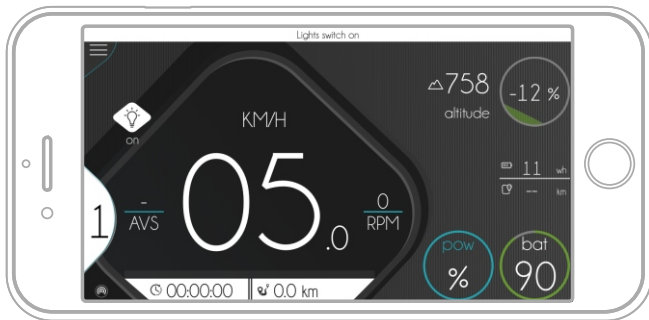 Lights switch on
758
altitude
-12 %
on
KM/H
05.0
1
-
AVS
0
RPM
11 wh
-- km
pow
%
bat
90
00:00:00
0.0 km